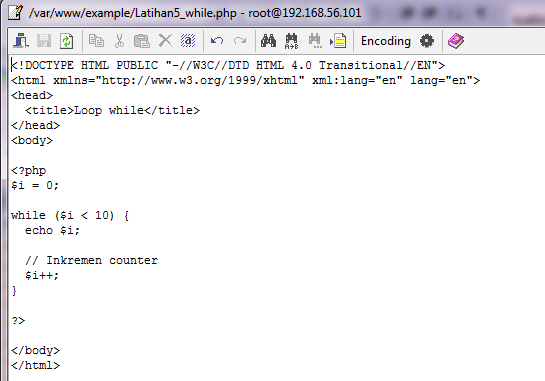 /var/www/example/Latihan5_while.php - root@192.168.56.101
Encoding
<!DOCTYPE HTML PUBLIC "-//W3C//DTD HTML 4.0 Transitional//EN">
<html xmlns="http://www.w3.org/1999/xhtml" xml:lang="en" lang="en">
<head>
  <title>Loop while</title>
</head>
<body>

<?php
$i = 0;

while ($i < 10) {
  echo $i;

  // Inkremen counter
  $i++;
}

?>

</body>
</html>